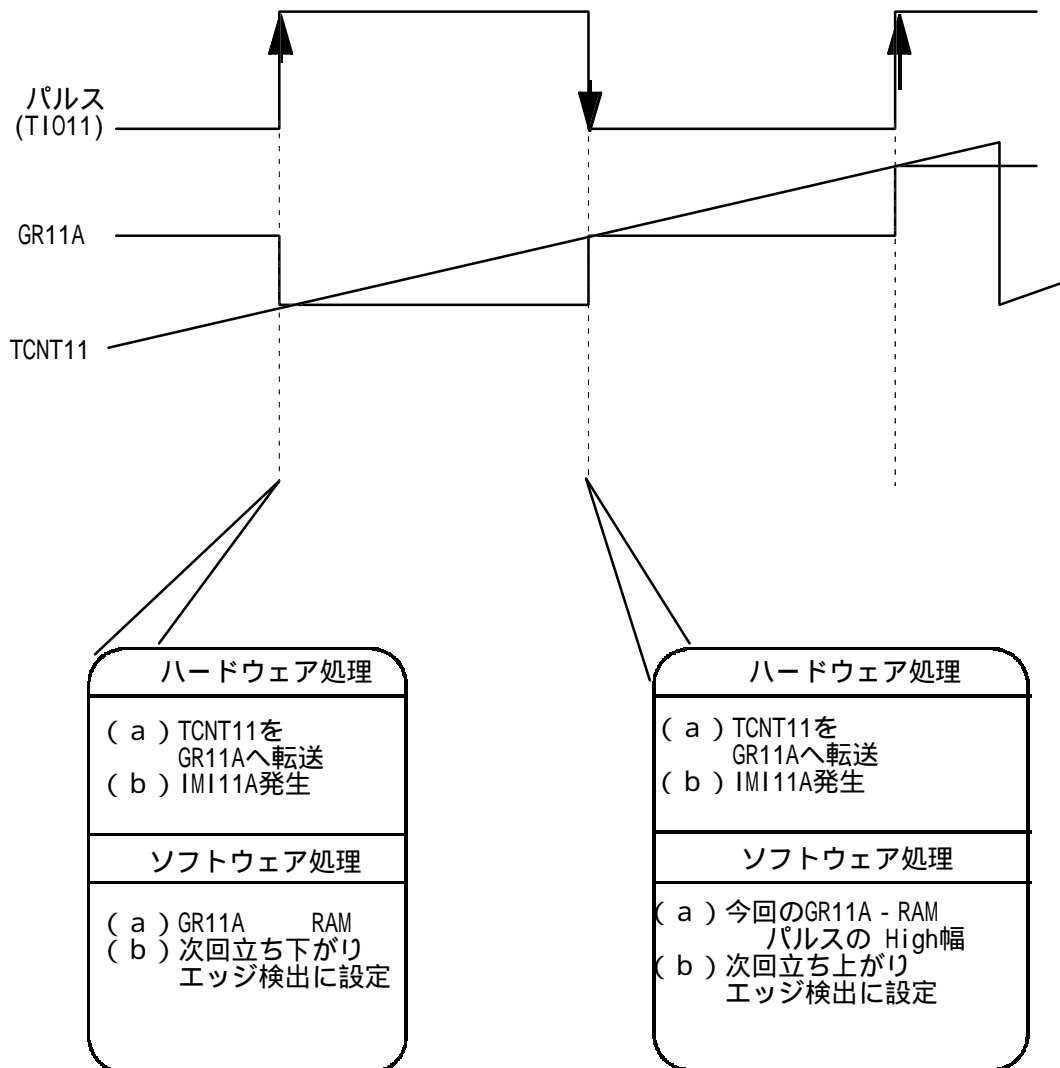 パルス
(TIO11)
GR11A
TCNT11
ハードウェア処理
(a) TCNT11を
GR11Aへ転送
(b) IMI11A発生
ソフトウェア処理
(a) GR11A RAM
(b) 次回立ち下がり
エッジ検出に設定
ハードウェア処理
(a) TCNT11を
GR11Aへ転送
(b) IMI11A発生
ソフトウェア処理
(a) 今回のGR11A - RAM
パルスの High幅
(b) 次回立ち上がり
エッジ検出に設定